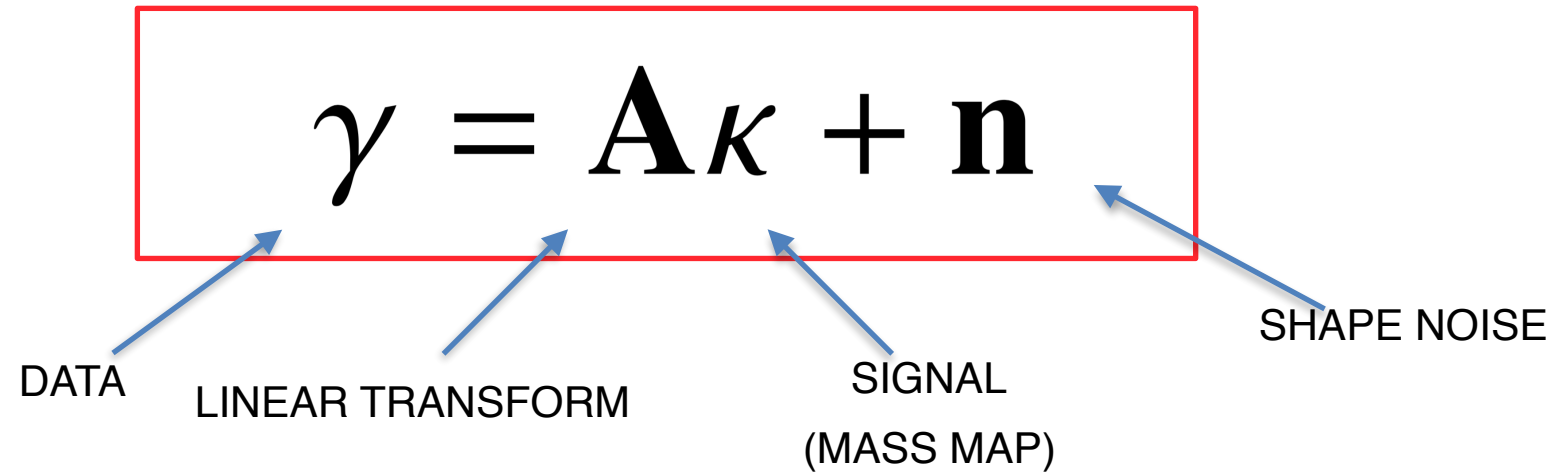 γ = Aκ + n
SHAPE NOISE
DATA
LINEAR TRANSFORM
SIGNAL
(MASS MAP)